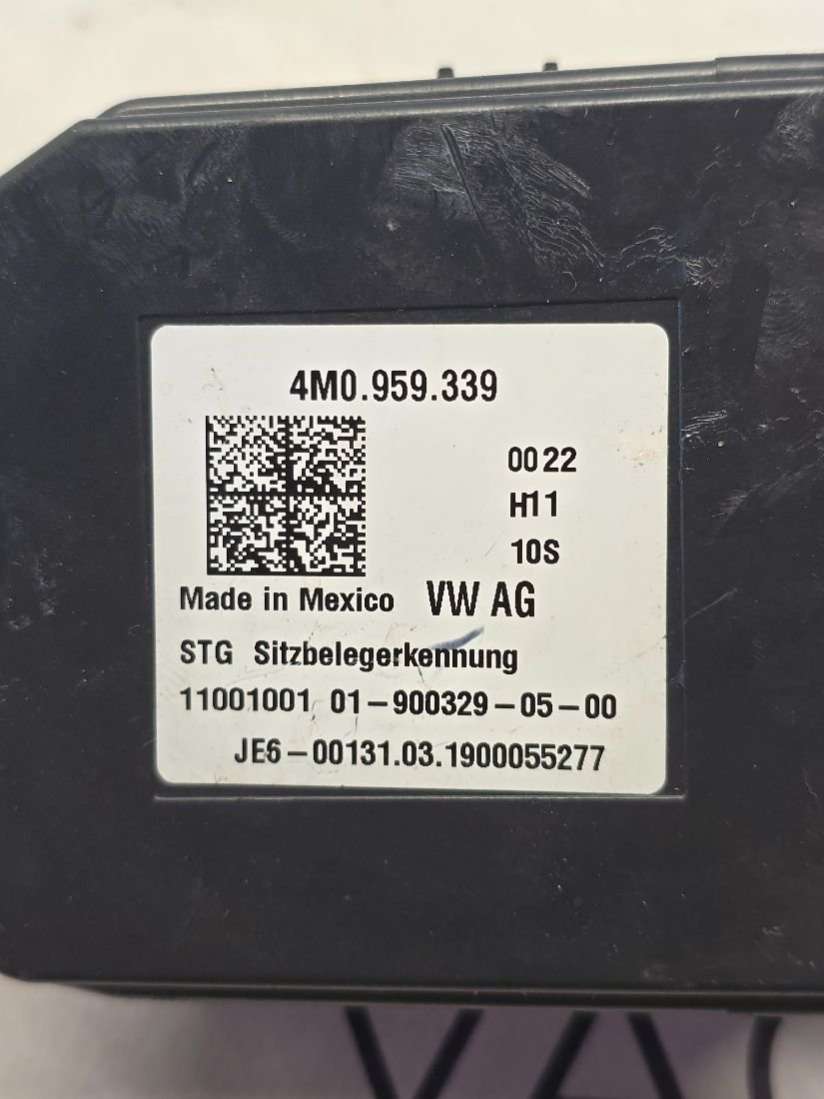 4M0.959.339
0022
H11
10S
Made in Mexico VW AG
STG Sitzbelegerkennung
11001001 01-900329-05-00
JE6-00131.03.1900055277